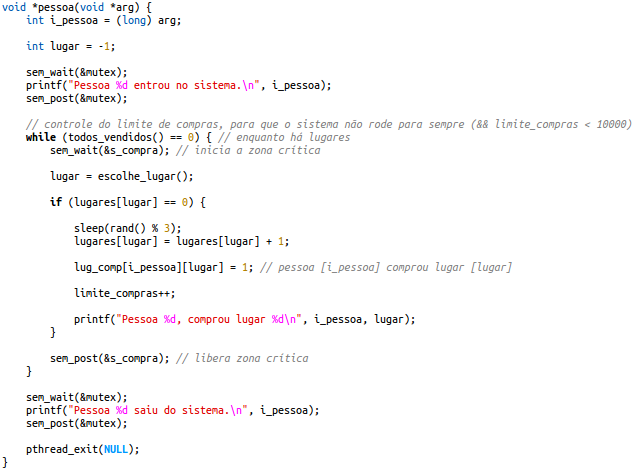 void *pessoa(void *arg) {
    int i_pessoa = (long) arg;

    int lugar = -1;

    sem_wait(&mutex);
    printf("Pessoa %d entrou no sistema.\n", i_pessoa);
    sem_post(&mutex);

    // controle do limite de compras, para que o sistema não rode para sempre (&& limite_compras < 10000)
    while (todos_vendidos() == 0) { // enquanto há lugares
        sem_wait(&s_compra); // inicia a zona crítica

        lugar = escolhe_lugar();

        if (lugares[lugar] == 0) {

            sleep(rand() % 3);
            lugares[lugar] = lugares[lugar] + 1;

            lug_comp[i_pessoa][lugar] = 1; // pessoa [i_pessoa] comprou lugar [lugar]

            limite_compras++;

            printf("Pessoa %d, comprou lugar %d\n", i_pessoa, lugar);
        }

        sem_post(&s_compra); // libera zona crítica
    }

    sem_wait(&mutex);
    printf("Pessoa %d saiu do sistema.\n", i_pessoa);
    sem_post(&mutex);

    pthread_exit(NULL);
}